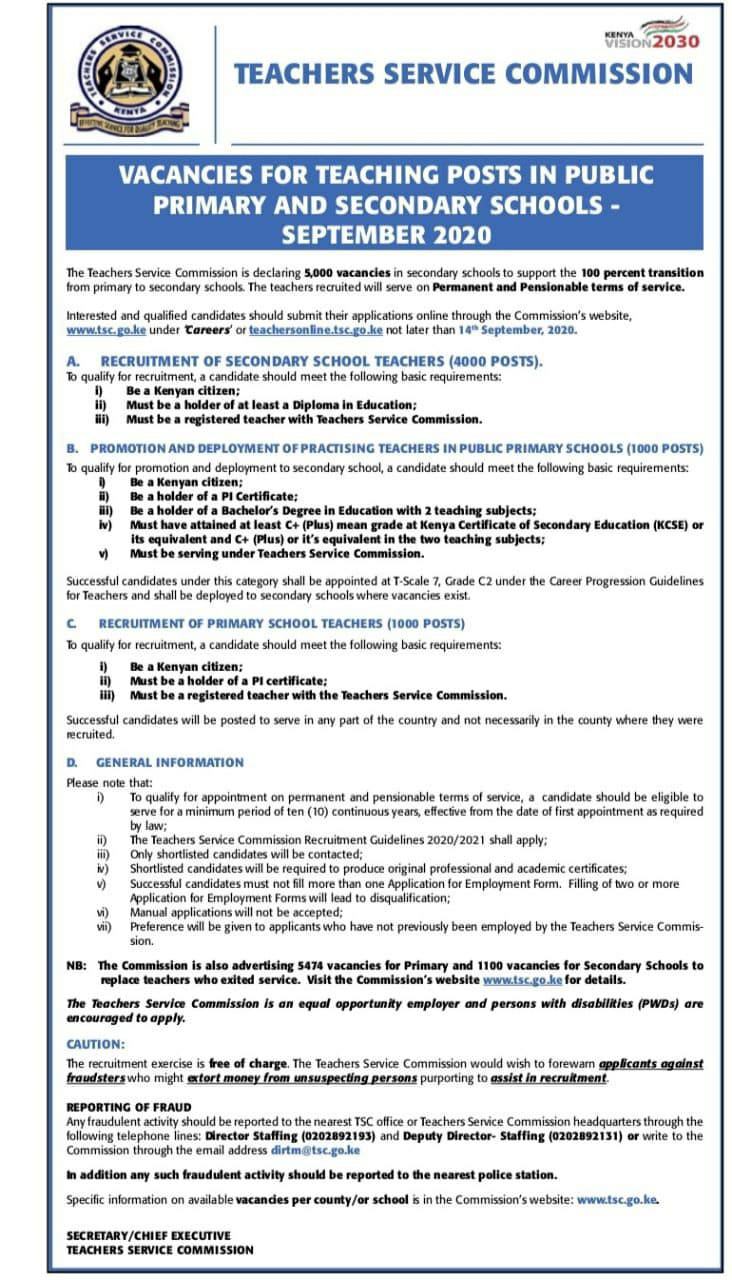 TEACHERS SERVICE COMMISSION
KENYA
EFFECTIVE SERVICE FOR QUALITY TEACHING
KENYA
VISION2030
TEACHERS SERVICE COMMISSION
VACANCIES FOR TEACHING POSTS IN PUBLIC
PRIMARY AND SECONDARY SCHOOLS -
SEPTEMBER 2020
The Teachers Service Commission is declaring 5,000 vacancies in secondary schools to support the 100 percent transition
from primary to secondary schools. The teachers recruited will serve on Permanent and Pensionable terms of service.
Interested and qualified candidates should submit their applications online through the Commission's website,
www.tsc.go.ke under 'Careers' or teachersonline.tsc.go.ke not later than 14th September, 2020.
A. RECRUITMENT OF SECONDARY SCHOOL TEACHERS (4000 POSTS).
To qualify for recruitment, a candidate should meet the following basic requirements:
i) Be a Kenyan citizen;
ii) Must be a holder of at least a Diploma in Education;
iii) Must be a registered teacher with Teachers Service Commission.
B. PROMOTION AND DEPLOYMENT OF PRACTISING TEACHERS IN PUBLIC PRIMARY SCHOOLS (1000 POSTS)
To qualify for promotion and deployment to secondary school, a candidate should meet the following basic requirements:
i) Be a Kenyan citizen;
ii) Be a holder of a PI Certificate;
iii) Be a holder of a Bachelor's Degree in Education with 2 teaching subjects;
iv) Must have attained at least C+ (Plus) mean grade at Kenya Certificate of Secondary Education (KCSE) or
its equivalent and C+ (Plus) or it's equivalent in the two teaching subjects;
v) Must be serving under Teachers Service Commission.
Successful candidates under this category shall be appointed at T-Scale 7, Grade C2 under the Career Progression Guidelines
for Teachers and shall be deployed to secondary schools where vacancies exist.
C. RECRUITMENT OF PRIMARY SCHOOL TEACHERS (1000 POSTS)
To qualify for recruitment, a candidate should meet the following basic requirements:
i) Be a Kenyan citizen;
ii) Must be a holder of a PI certificate;
iii) Must be a registered teacher with the Teachers Service Commission.
Successful candidates will be posted to serve in any part of the country and not necessarily in the county where they were
recruited.
D. GENERAL INFORMATION
Please note that:
i) To qualify for appointment on permanent and pensionable terms of service, a candidate should be eligible to
serve for a minimum period of ten (10) continuous years, effective from the date of first appointment as required
by law;
ii) The Teachers Service Commission Recruitment Guidelines 2020/2021 shall apply;
iii) Only shortlisted candidates will be contacted;
iv) Shortlisted candidates will be required to produce original professional and academic certificates;
v) Successful candidates must not fill more than one Application for Employment Form. Filling of two or more
Application for Employment Forms will lead to disqualification;
vi) Manual applications will not be accepted;
vii) Preference will be given to applicants who have not previously been employed by the Teachers Service Commis-
sion.
NB: The Commission is also advertising 5474 vacancies for Primary and 1100 vacancies for Secondary Schools to
replace teachers who exited service. Visit the Commission's website www.tsc.go.ke for details.
The Teachers Service Commission is an equal opportunity employer and persons with disabilities (PWDs) are
encouraged to apply.
CAUTION:
The recruitment exercise is free of charge. The Teachers Service Commission would wish to forewarn applicants against
fraudsters who might extort money from unsuspecting persons purporting to assist in recruitment.
REPORTING OF FRAUD
Any fraudulent activity should be reported to the nearest TSC office or Teachers Service Commission headquarters through the
following telephone lines: Director Staffing (0202892193) and Deputy Director- Staffing (0202892131) or write to the
Commission through the email address dirtm@tsc.go.ke
In addition any such fraudulent activity should be reported to the nearest police station.
Specific information on available vacancies per county/or school is in the Commission's website: www.tsc.go.ke.
SECRETARY/CHIEF EXECUTIVE
TEACHERS SERVICE COMMISSION